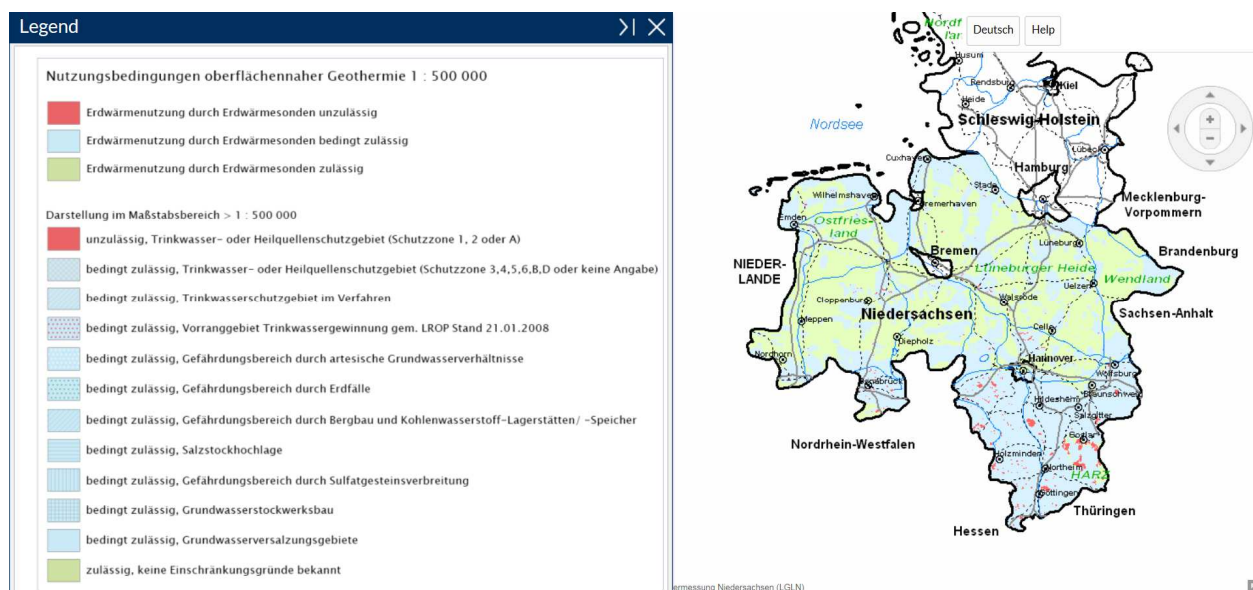 Legend
Nutzungsbedingungen oberflächennaher Geothermie 1 : 500 000
Erdwärmenutzung durch Erdwärmesonden unzulässig
Erdwärmenutzung durch Erdwärmesonden bedingt zulässig
Erdwärmenutzung durch Erdwärmesonden zulässig
Darstellung im Maßstabsbereich > 1 : 500 000
unzulässig, Trinkwasser- oder Heilquellenschutzgebiet (Schutzzone 1, 2 oder A)
bedingt zulässig, Trinkwasser- oder Heilquellenschutzgebiet (Schutzzone 3,4,5,6,B,D oder keine Angabe)
bedingt zulässig, Trinkwasserschutzgebiet im Verfahren
bedingt zulässig, Vorranggebiet Trinkwassergewinnung gem. LROP Stand 21.01.2008
bedingt zulässig, Gefährdungsbereich durch artesische Grundwasserverhältnisse
bedingt zulässig, Gefährdungsbereich durch Erdfälle
bedingt zulässig, Gefährdungsbereich durch Bergbau und Kohlenwasserstoff-Lagerstätten/ -Speicher
bedingt zulässig, Salzstockhochlage
bedingt zulässig, Gefährdungsbereich durch Sulfatgesteinsverbreitung
bedingt zulässig, Grundwasserstockwerksbau
bedingt zulässig, Grundwasserversalzungsgebiete
zulässig, keine Einschränkungsgründe bekannt
Deutsch
Help
Husum
Rendsburg
Kiel
Heide
Schleswig-Holstein
Nordsee
Lübeck
Cuxhaven
Hamburg
Stade
Wilhelmshaven
Bremerhaven
Mecklenburg-
Vorpommern
Emden
Ostfries-
land
Lüneburg
Bremen
Brandenburg
NIEDER-
LANDE
Lüneburger Heide
Wendland
Uelzen
Cloppenburg
Walsrode
Meppen
Niedersachsen
Sachsen-Anhalt
Celle
Diepholz
Nordhorn
Hannover
Wolfsburg
Osnabrück
Braunschweig
Hildesheim
Salzgitter
Nordrhein-Westfalen
Goslar
Holzminden
Northeim
HARZ
Göttingen
Thüringen
Hessen
ermessung Niedersachsen (LGLN)